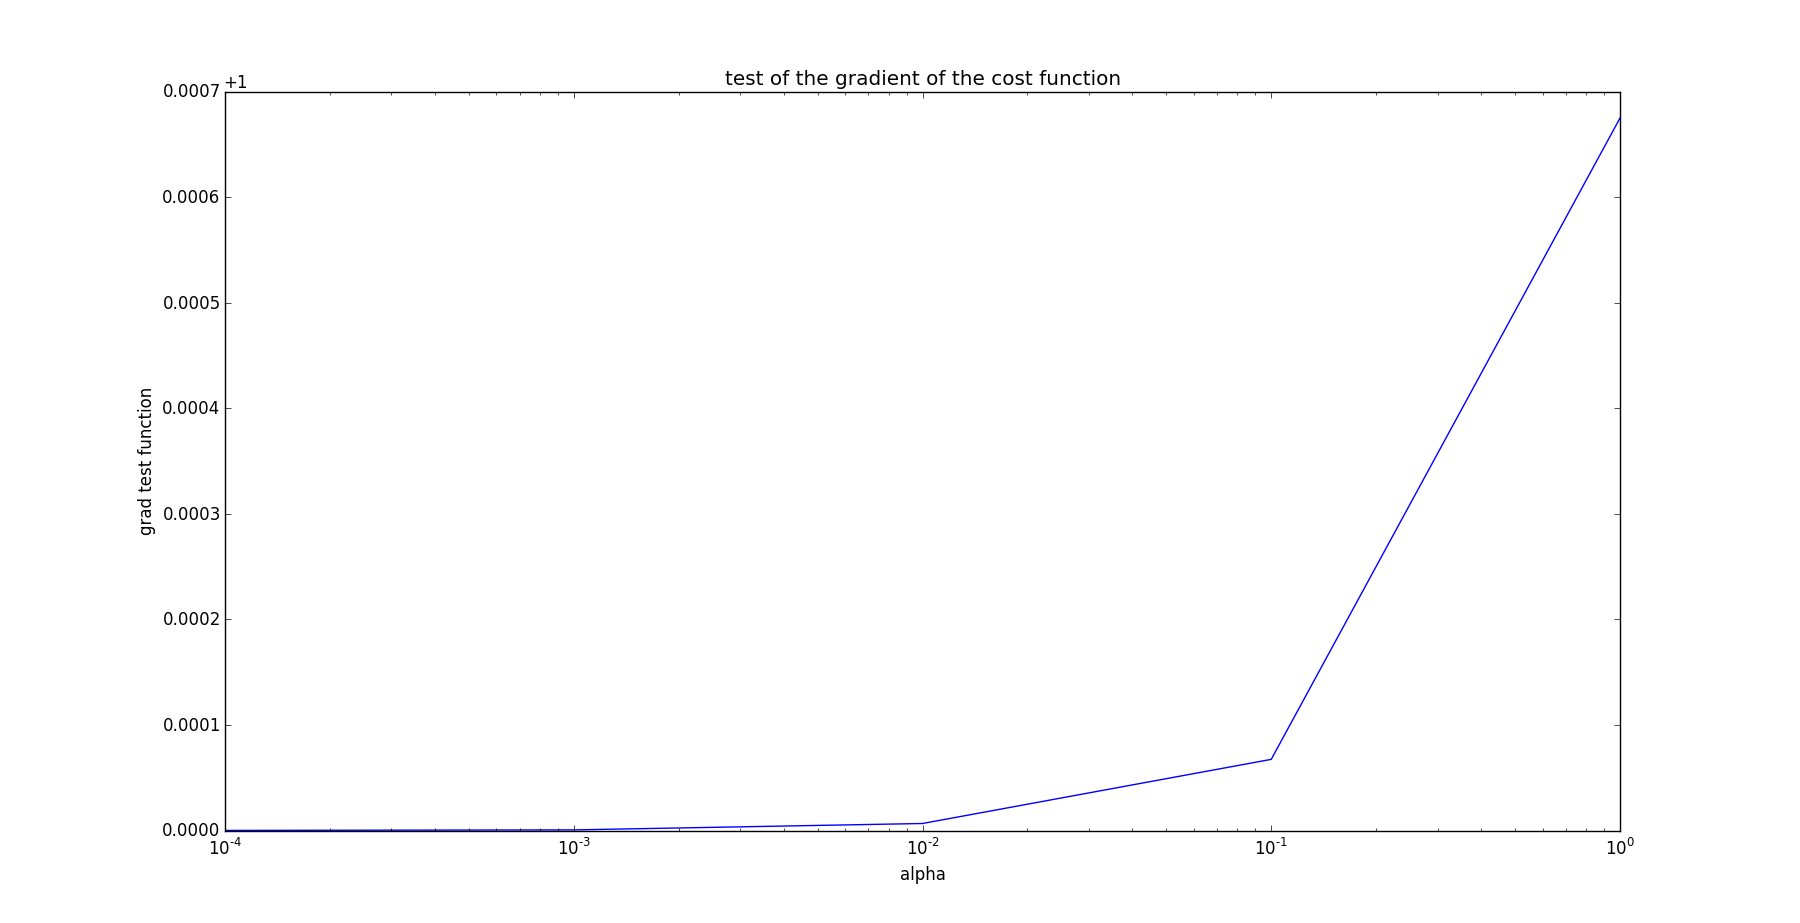 test of the gradient of the cost function
+1
0.0007
0.0006
0.0005
0.0004
0.0003
0.0002
0.0001
0.0000
grad test function
10^-4 10^-3 10^-2 10^-1 10^0
alpha